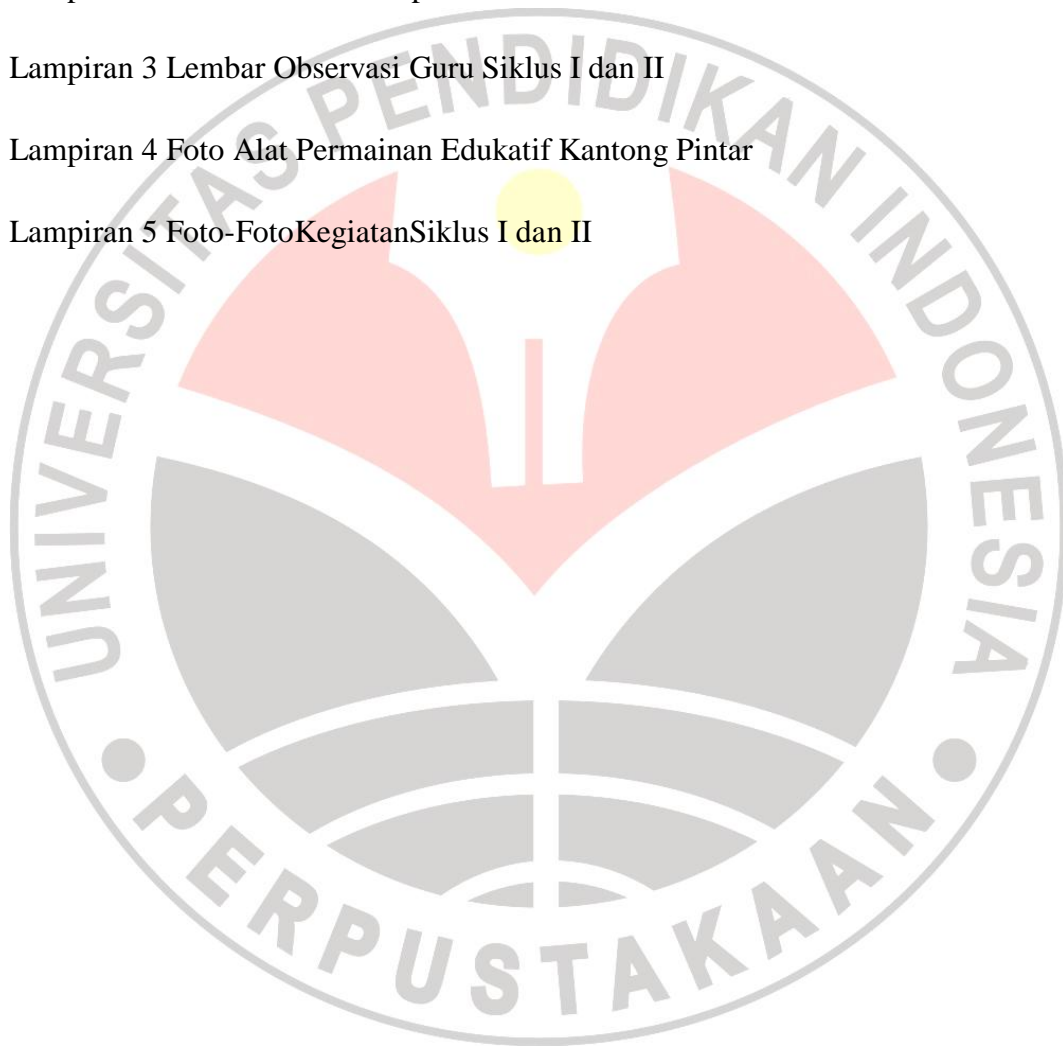 Lampiran 3 Lembar Observasi Guru Siklus I dan II
Lampiran 4 Foto Alat Permainan Edukatif Kantong Pintar
Lampiran 5 Foto-FotoKegiatanSiklus I dan II
UNIVERSITAS PENDIDIKAN INDONESIA
PERPUSTAKAAN